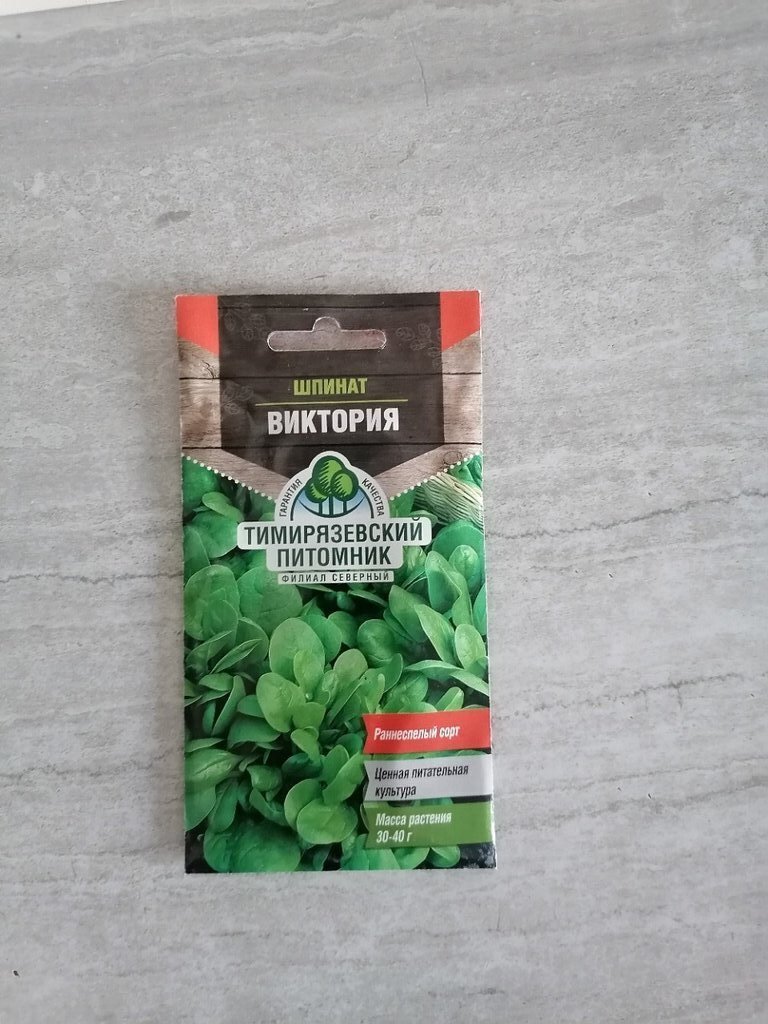 ШПИНАТ
ВИКТОРИЯ
ГАРАНТИЯ КАЧЕСТВА
ТИМИРЯЗЕВСКИЙ
ПИТОМНИК
ФИЛИАЛ СЕВЕРНЫЙ
Раннеспелый сорт
Ценная питательная
культура
Масса растения
30-40 г